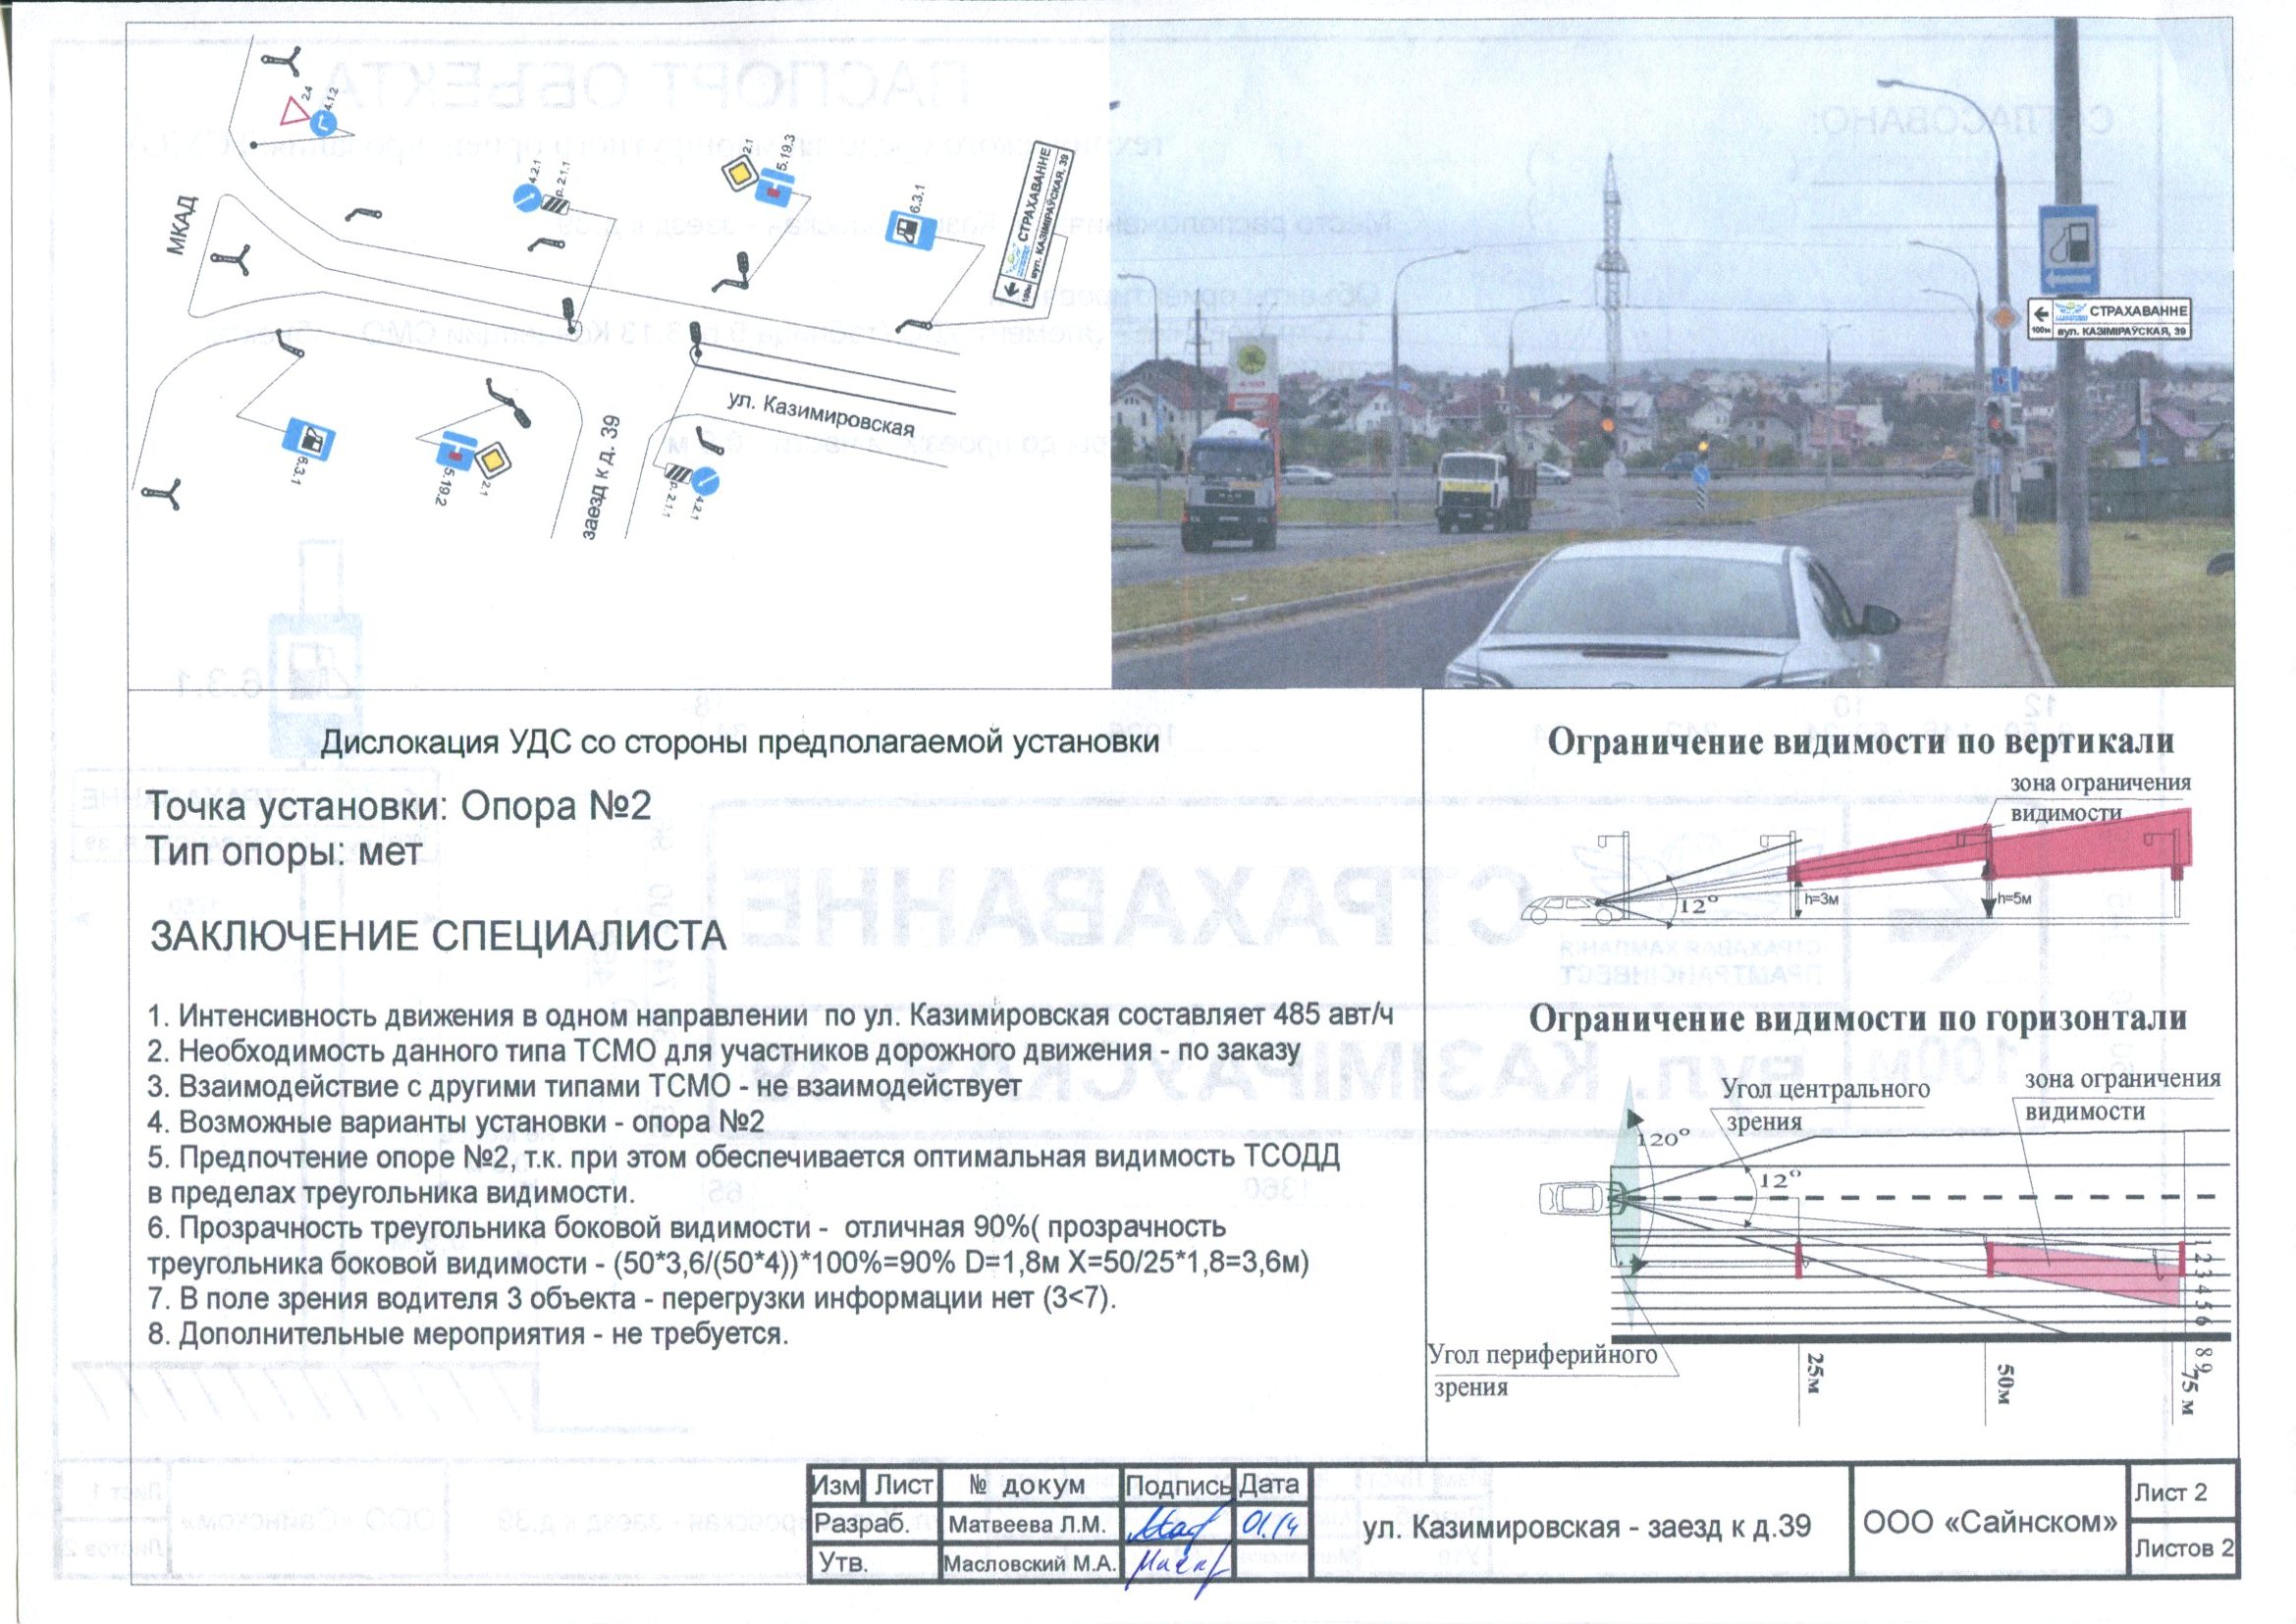 2.4
4.1.2
МКАД
4.2.1
р. 2.1.1
2.1
5.19.3
6.3.1
СТРАХАВАННЕ
100м вул. КАЗІМІРАЎСКАЯ, 39
6.3.1
5.19.2
2.1
заезд к д. 39
ул. Казимировская
р. 2.1.1
4.2.1
СТРАХАВАННЕ
100м вул. КАЗІМІРАЎСКАЯ, 39
Дислокация УДС со стороны предполагаемой установки
Точка установки: Опора №2
Тип опоры: мет
ЗАКЛЮЧЕНИЕ СПЕЦИАЛИСТА
1. Интенсивность движения в одном направлении по ул. Казимировская составляет 485 авт/ч
2. Необходимость данного типа ТСМО для участников дорожного движения - по заказу
3. Взаимодействие с другими типами ТСМО - не взаимодействует
4. Возможные варианты установки - опора №2
5. Предпочтение опоре №2, т.к. при этом обеспечивается оптимальная видимость ТСОДД
в пределах треугольника видимости.
6. Прозрачность треугольника боковой видимости - отличная 90%( прозрачность
треугольника боковой видимости - (50*3,6/(50*4))*100%=90% D=1,8м X=50/25*1,8=3,6м)
7. В поле зрения водителя 3 объекта - перегрузки информации нет (3<7).
8. Дополнительные мероприятия - не требуется.
Ограничение видимости по вертикали
зона ограничения
видимости
12°
h=3м
h=5м
Ограничение видимости по горизонтали
Угол центрального
зрения
зона ограничения
видимости
120°
12°
1 2 3 4 5 6
8 9
Угол периферийного
зрения
25м
50м
75 м
Изм Лист № докум Подпись Дата
Разраб. Матвеева Л.М. 01.14
Утв. Масловский М.А.
ул. Казимировская - заезд к д.39
ООО «Сайнском»
Лист 2
Листов 2